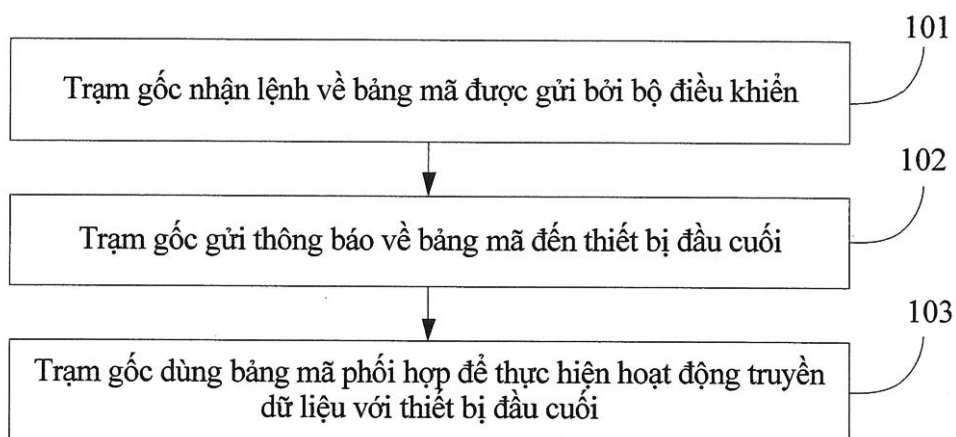 101
Trạm gốc nhận lệnh về bảng mã được gửi bởi bộ điều khiển
102
Trạm gốc gửi thông báo về bảng mã đến thiết bị đầu cuối
103
Trạm gốc dùng bảng mã phối hợp để thực hiện hoạt động truyền
dữ liệu với thiết bị đầu cuối